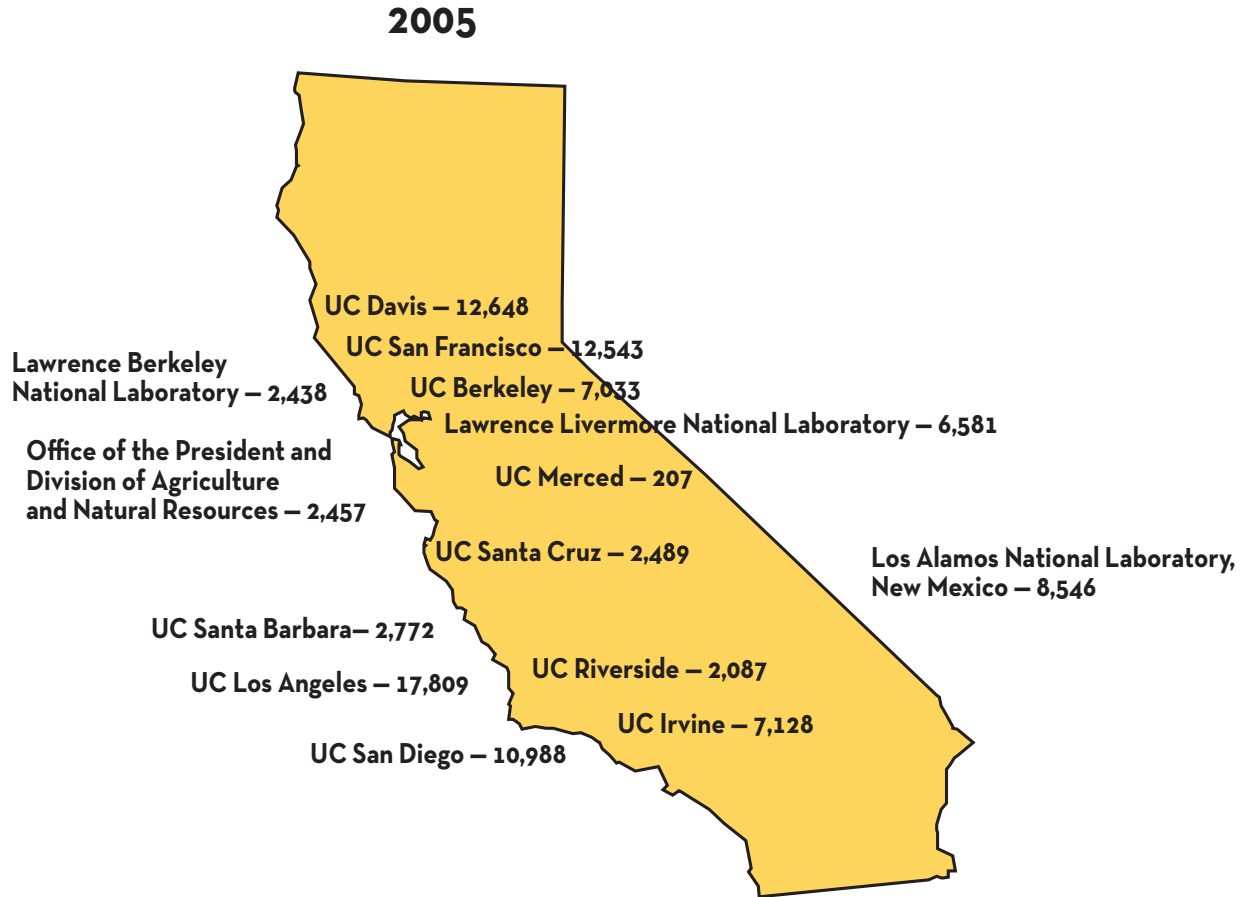 2005
UC Davis — 12,648
UC San Francisco — 12,543
Lawrence Berkeley
National Laboratory — 2,438
UC Berkeley — 7,033
Lawrence Livermore National Laboratory — 6,581
Office of the President and
Division of Agriculture
and Natural Resources — 2,457
UC Merced — 207
UC Santa Cruz — 2,489
Los Alamos National Laboratory,
New Mexico — 8,546
UC Santa Barbara— 2,772
UC Riverside — 2,087
UC Los Angeles — 17,809
UC Irvine — 7,128
UC San Diego — 10,988